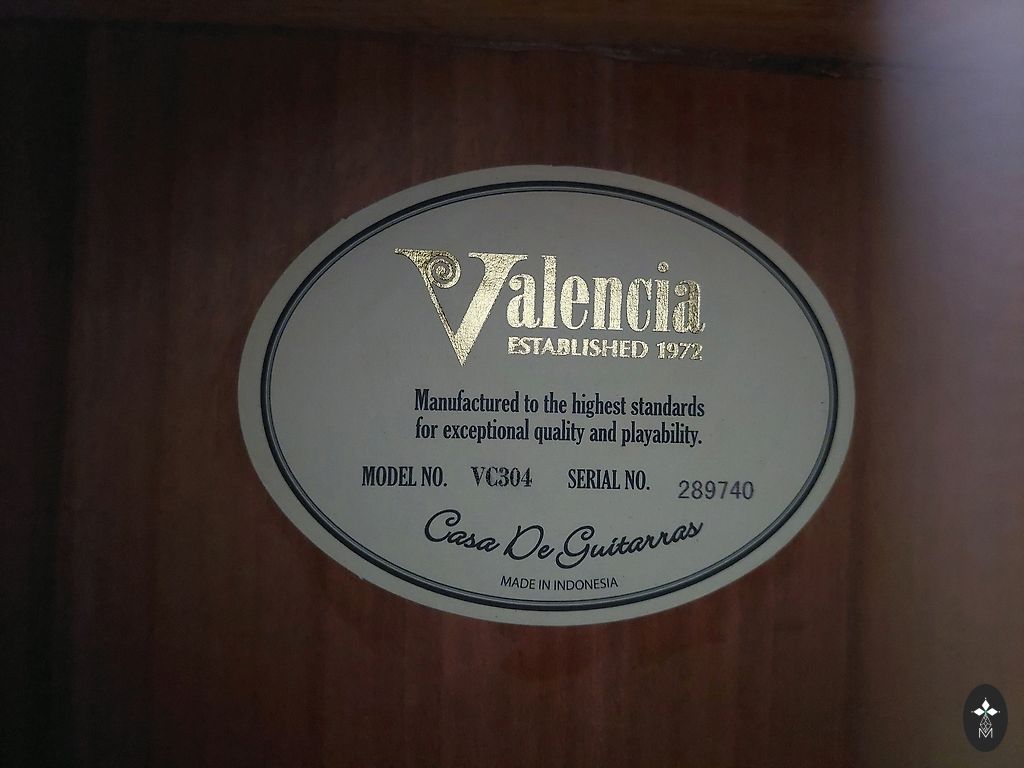 Valencia
ESTABLISHED 1972
Manufactured to the highest standards
for exceptional quality and playability.
MODEL NO. VC304 SERIAL NO. 289740
Casa De Guitarras
MADE IN INDONESIA
M